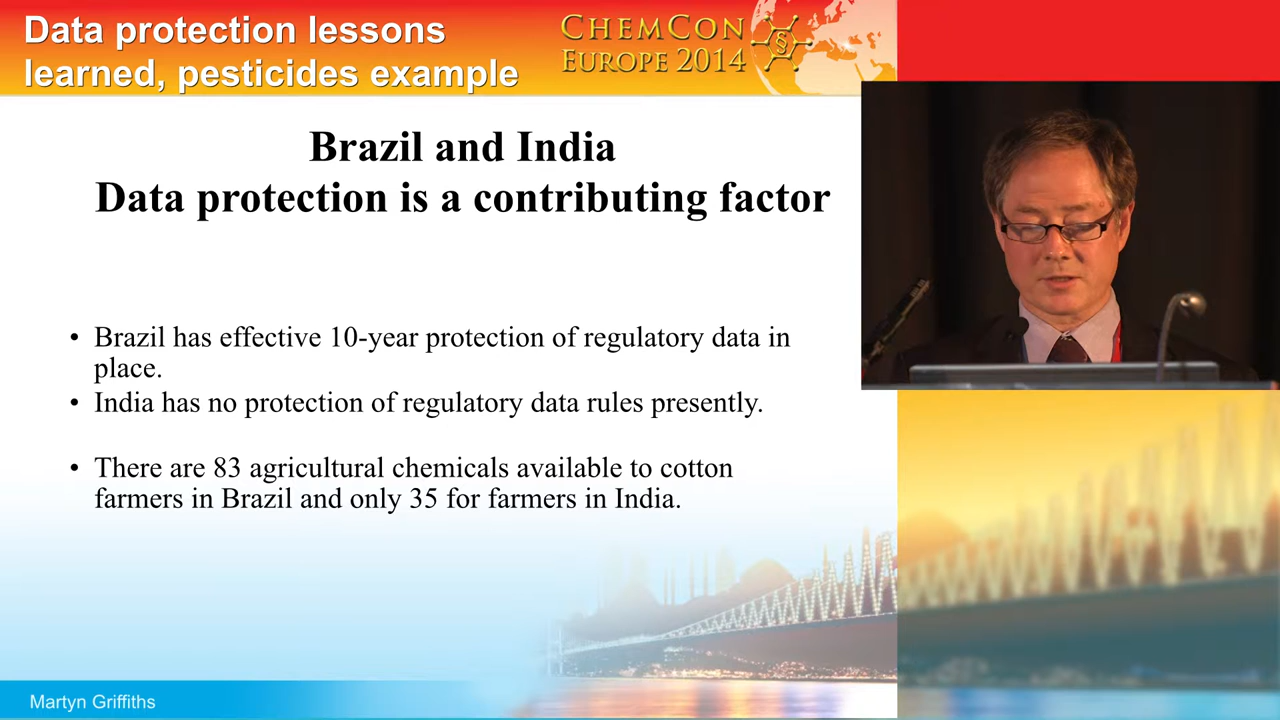 Data protection lessons
learned, pesticides example
CHEMCON
EUROPE 2014
§
Brazil and India
Data protection is a contributing factor
• Brazil has effective 10-year protection of regulatory data in
place.
• India has no protection of regulatory data rules presently.
• There are 83 agricultural chemicals available to cotton
farmers in Brazil and only 35 for farmers in India.
Martyn Griffiths